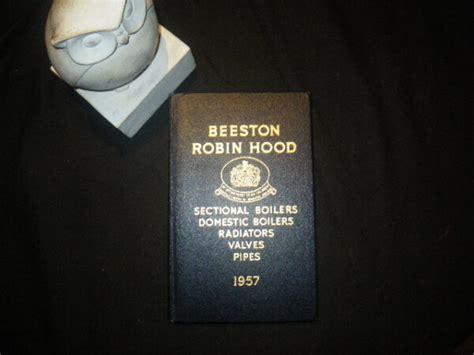 BEESTON
ROBIN HOOD
SECTIONAL BOILERS
DOMESTIC BOILERS
RADIATORS
VALVES
PIPES
1957